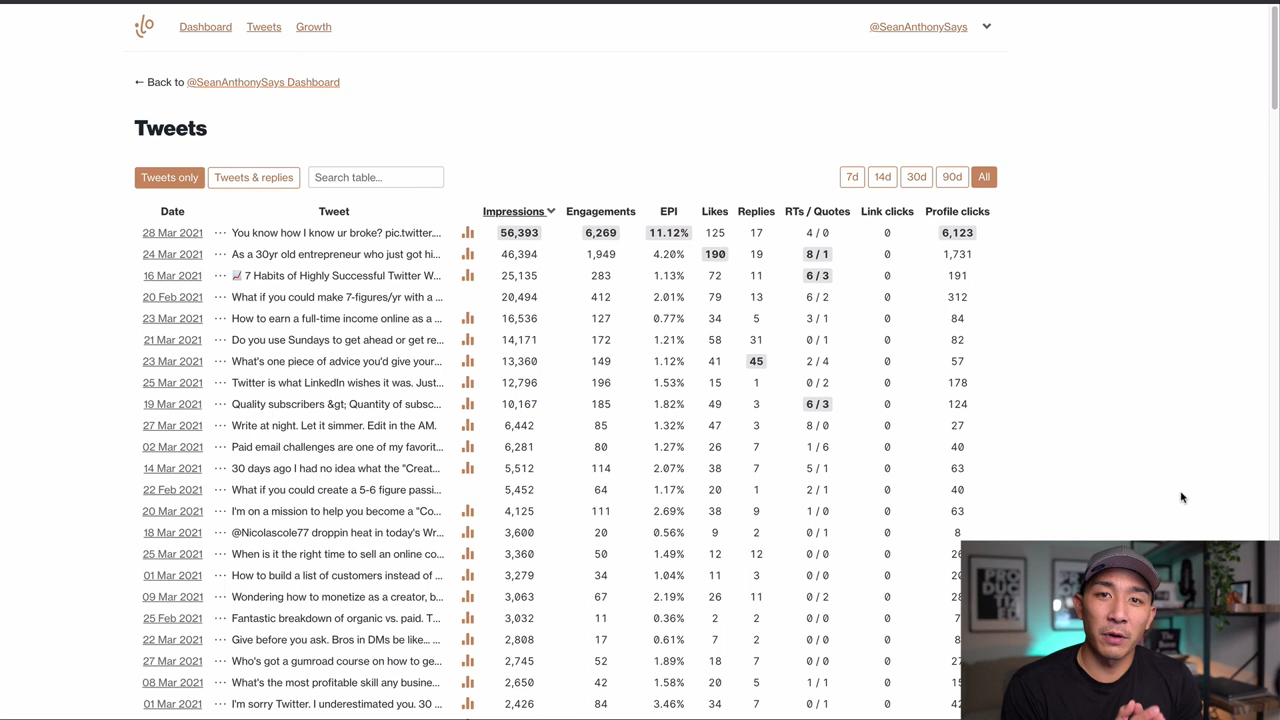 ilo Dashboard Tweets Growth @SeanAnthonySays
← Back to @SeanAnthonySays Dashboard
Tweets
Tweets only Tweets & replies Search table... 7d 14d 30d 90d All
Date Tweet Impressions Engagements EPI Likes Replies RTs / Quotes Link clicks Profile clicks
28 Mar 2021 ··· You know how I know ur broke? pic.twitter.... 56,393 6,269 11.12% 125 17 4 / 0 0 6,123
24 Mar 2021 ··· As a 30yr old entrepreneur who just got hi... 46,394 1,949 4.20% 190 19 8 / 1 0 1,731
16 Mar 2021 ··· 📈 7 Habits of Highly Successful Twitter W... 25,135 283 1.13% 72 11 6 / 3 0 191
20 Feb 2021 ··· What if you could make 7-figures/yr with a ... 20,494 412 2.01% 79 13 6 / 2 0 312
23 Mar 2021 ··· How to earn a full-time income online as a ... 16,536 127 0.77% 34 5 3 / 1 0 84
21 Mar 2021 ··· Do you use Sundays to get ahead or get re... 14,171 172 1.21% 58 31 0 / 1 0 82
23 Mar 2021 ··· What's one piece of advice you'd give your... 13,360 149 1.12% 41 45 2 / 4 0 57
25 Mar 2021 ··· Twitter is what LinkedIn wishes it was. Just... 12,796 196 1.53% 15 1 0 / 2 0 178
19 Mar 2021 ··· Quality subscribers &gt; Quantity of subsc... 10,167 185 1.82% 49 3 6 / 3 0 124
27 Mar 2021 ··· Write at night. Let it simmer. Edit in the AM. 6,442 85 1.32% 47 3 8 / 0 0 27
02 Mar 2021 ··· Paid email challenges are one of my favorit... 6,281 80 1.27% 26 7 1 / 6 0 40
14 Mar 2021 ··· 30 days ago I had no idea what the "Creat... 5,512 114 2.07% 38 7 5 / 1 0 63
22 Feb 2021 ··· What if you could create a 5-6 figure passi... 5,452 64 1.17% 20 1 2 / 1 0 40
20 Mar 2021 ··· I'm on a mission to help you become a "Co... 4,125 111 2.69% 38 9 1 / 0 0 63
18 Mar 2021 ··· @Nicolascole77 droppin heat in today's Wr... 3,600 20 0.56% 9 2 0 / 1 0 8
25 Mar 2021 ··· When is it the right time to sell an online co... 3,360 50 1.49% 12 12 0 / 0 0
01 Mar 2021 ··· How to build a list of customers instead of ... 3,279 34 1.04% 11 3 0 / 0 0
09 Mar 2021 ··· Wondering how to monetize as a creator, b... 3,063 67 2.19% 26 11 0 / 2 0
25 Feb 2021 ··· Fantastic breakdown of organic vs. paid. T... 3,032 11 0.36% 2 2 0 / 0 0 7
22 Mar 2021 ··· Give before you ask. Bros in DMs be like... ... 2,808 17 0.61% 7 2 0 / 0 0 8
27 Mar 2021 ··· Who's got a gumroad course on how to ge... 2,745 52 1.89% 18 7 0 / 0 0
08 Mar 2021 ··· What's the most profitable skill any busine... 2,650 42 1.58% 20 5 1 / 1 0
01 Mar 2021 ··· I'm sorry Twitter. I underestimated you. 30 ... 2,426 84 3.46% 34 7 1 / 0 0